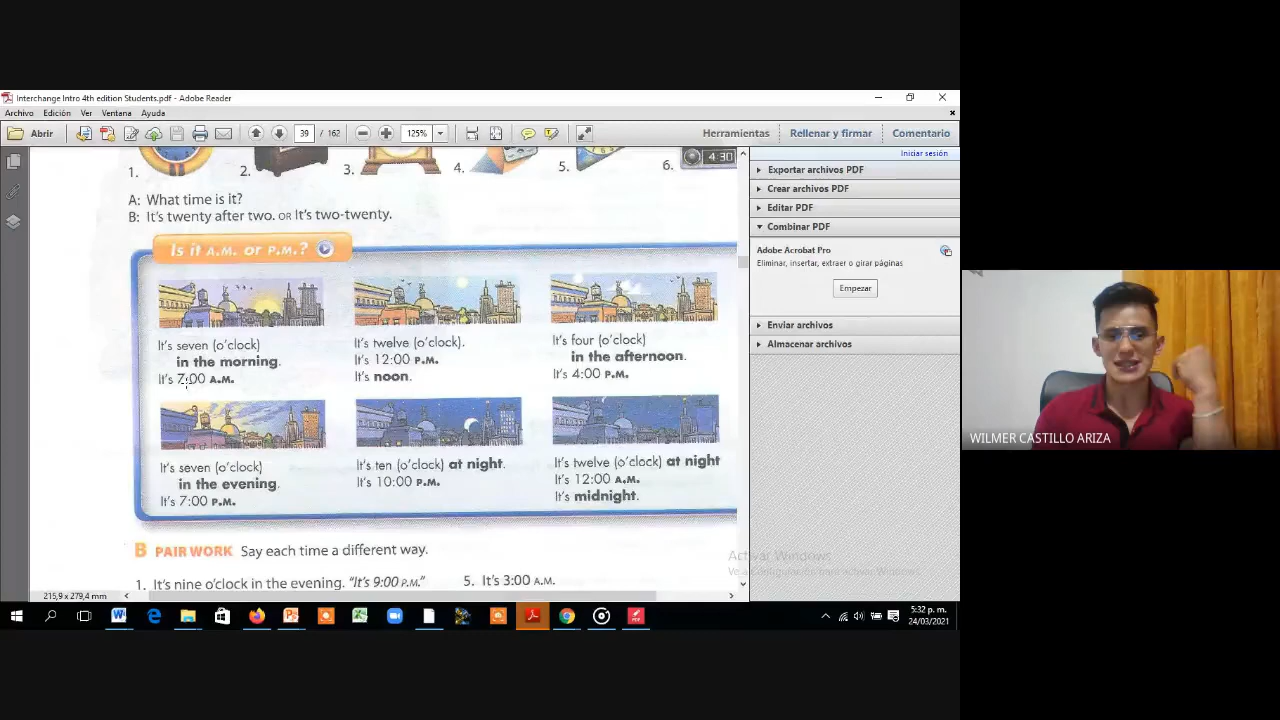 Interchange Intro 4th edition Students.pdf - Adobe Reader
Archivo Edición Ver Ventana Ayuda
Abrir 39 / 162 125% Herramientas Rellenar y firmar Comentario
Iniciar sesión
Exportar archivos PDF
Crear archivos PDF
Editar PDF
Combinar PDF
Adobe Acrobat Pro
Eliminar, insertar, extraer o girar páginas
Empezar
Enviar archivos
Almacenar archivos
1. 2. 3. 4. 5. 6. 4:30
A: What time is it?
B: It's twenty after two. OR It's two-twenty.
Is it A.M. or P.M.?
It's seven (o'clock)
in the morning.
It's 7:00 A.M.
It's twelve (o'clock).
It's 12:00 P.M.
It's noon.
It's four (o'clock)
in the afternoon.
It's 4:00 P.M.
It's seven (o'clock)
in the evening.
It's 7:00 P.M.
It's ten (o'clock) at night.
It's 10:00 P.M.
It's twelve (o'clock) at night
It's 12:00 A.M.
It's midnight.
B PAIR WORK Say each time a different way.
1. It's nine o'clock in the evening. "It's 9:00 P.M."
5. It's 3:00 A.M.
Activar Windows
Ve a Configuración para activar Windows.
215,9 x 279,4 mm
5:32 p. m.
24/03/2021
WILMER CASTILLO ARIZA